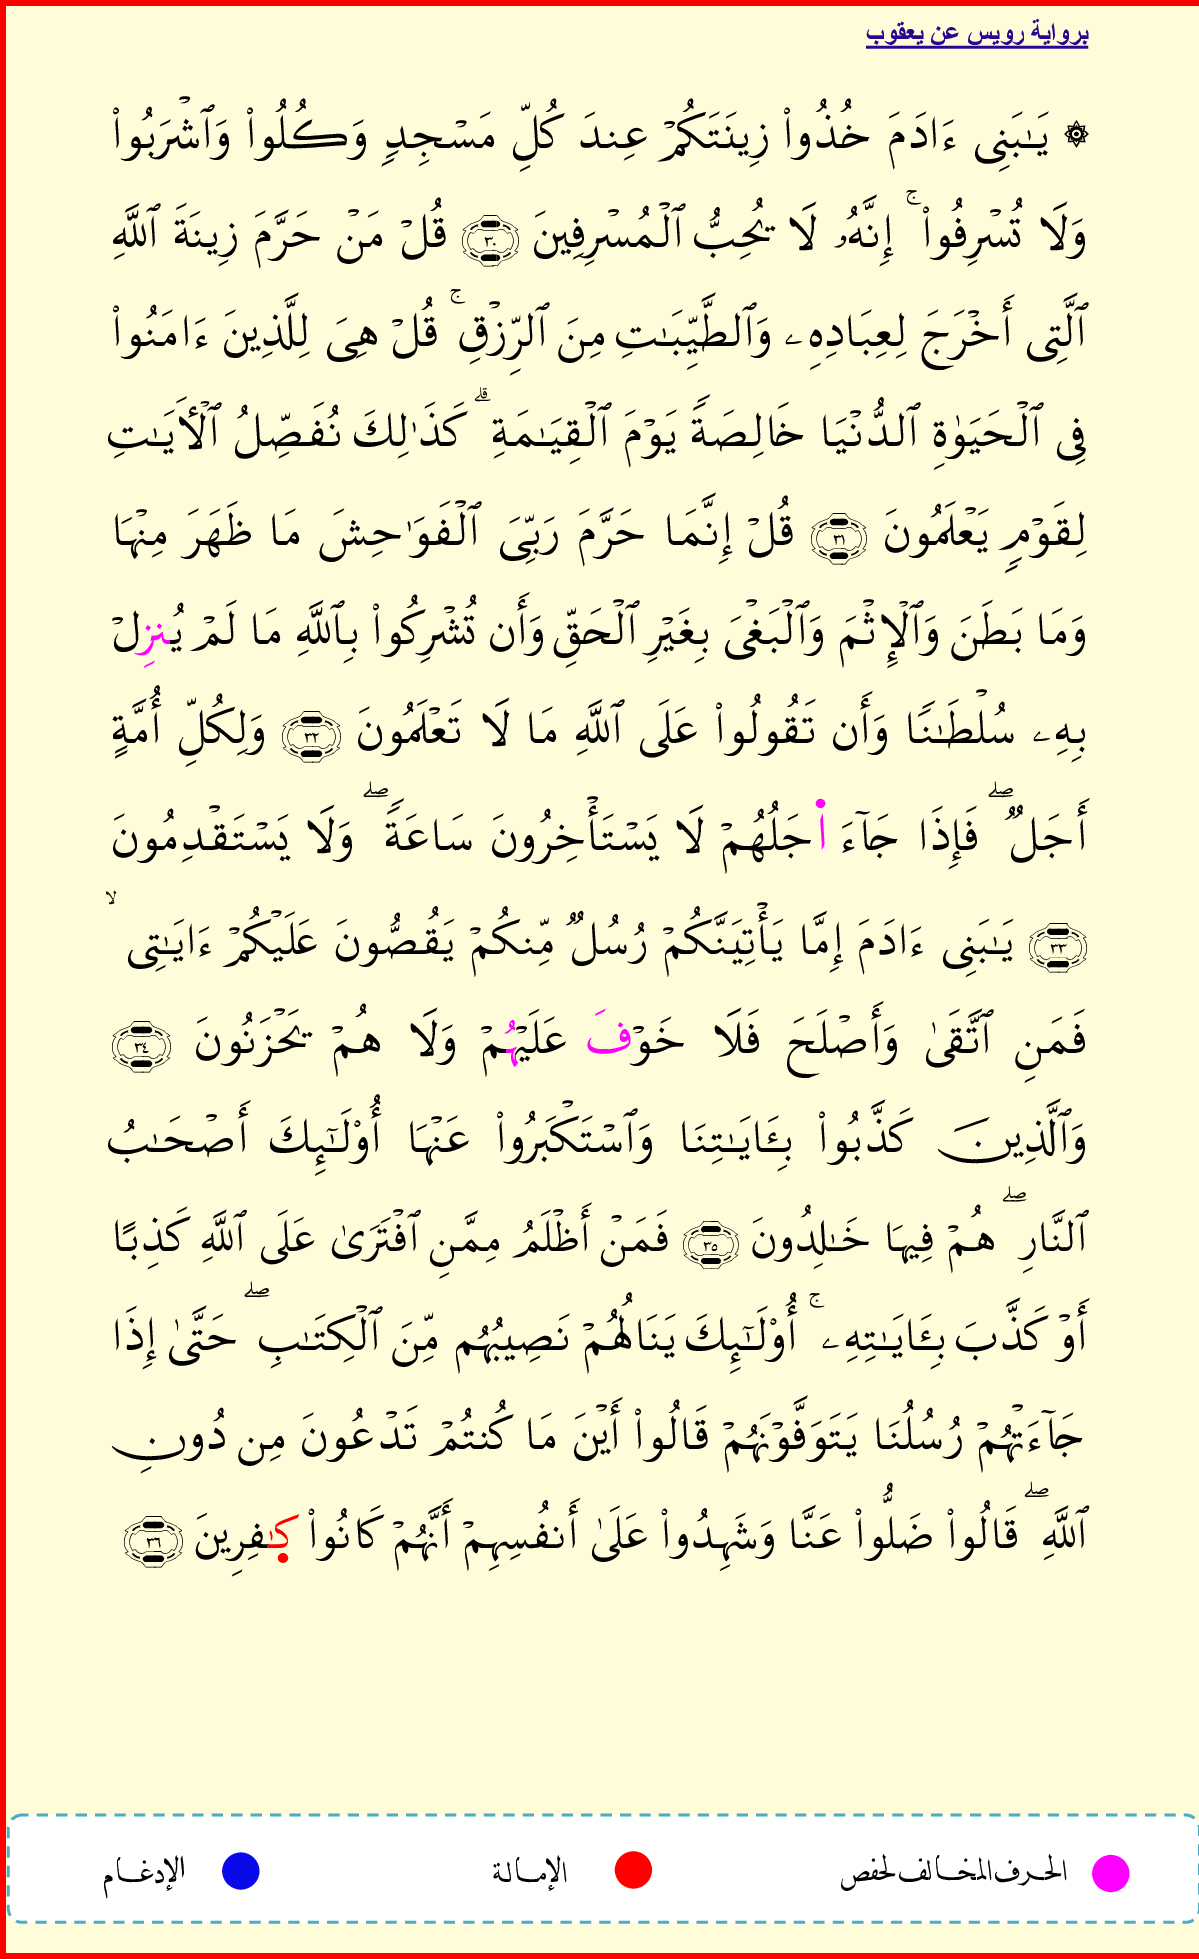 برواية رويس عن يعقوب
۞ يَـٰبَنِى ءَادَمَ خُذُوا۟ زِينَتَكُمْ عِندَ كُلِّ مَسْجِدٍ وَكُلُوا۟ وَٱشْرَبُوا۟
وَلَا تُسْرِفُوا۟ ۚ إِنَّهُۥ لَا يُحِبُّ ٱلْمُسْرِفِينَ ٣٠ قُلْ مَنْ حَرَّمَ زِينَةَ ٱللَّهِ
ٱلَّتِى أَخْرَجَ لِعِبَادِهِۦ وَٱلطَّيِّبَـٰتِ مِنَ ٱلرِّزْقِ ۚ قُلْ هِىَ لِلَّذِينَ ءَامَنُوا۟
فِى ٱلْحَيَوٰةِ ٱلدُّنْيَا خَالِصَةً يَوْمَ ٱلْقِيَـٰمَةِ ۗ كَذَٰلِكَ نُفَصِّلُ ٱلْأَيَـٰتِ
لِقَوْمٍ يَعْلَمُونَ ٣١ قُلْ إِنَّمَا حَرَّمَ رَبِّىَ ٱلْفَوَٰحِشَ مَا ظَهَرَ مِنْهَا
وَمَا بَطَنَ وَٱلْإِثْمَ وَٱلْبَغْىَ بِغَيْرِ ٱلْحَقِّ وَأَن تُشْرِكُوا۟ بِٱللَّهِ مَا لَمْ يُنزِلْ
بِهِۦ سُلْطَـٰنًا وَأَن تَقُولُوا۟ عَلَى ٱللَّهِ مَا لَا تَعْلَمُونَ ٣٢ وَلِكُلِّ أُمَّةٍ
أَجَلٌ ۖ فَإِذَا جَآءَ ا۬جَلُهُمْ لَا يَسْتَأْخِرُونَ سَاعَةً ۖ وَلَا يَسْتَقْدِمُونَ
٣٣ يَـٰبَنِى ءَادَمَ إِمَّا يَأْتِيَنَّكُمْ رُسُلٌ مِّنكُمْ يَقُصُّونَ عَلَيْكُمْ ءَايَـٰتِى ۙ
فَمَنِ ٱتَّقَىٰ وَأَصْلَحَ فَلَا خَوْفَ عَلَيْهُمْ وَلَا هُمْ يَحْزَنُونَ ٣٤
وَٱلَّذِينَ كَذَّبُوا۟ بِـَٔايَـٰتِنَا وَٱسْتَكْبَرُوا۟ عَنْهَا أُو۟لَـٰٓئِكَ أَصْحَـٰبُ
ٱلنَّارِ ۖ هُمْ فِيهَا خَـٰلِدُونَ ٣٥ فَمَنْ أَظْلَمُ مِمَّنِ ٱفْتَرَىٰ عَلَى ٱللَّهِ كَذِبًا
أَوْ كَذَّبَ بِـَٔايَـٰتِهِۦ ۚ أُو۟لَـٰٓئِكَ يَنَالُهُمْ نَصِيبُهُم مِّنَ ٱلْكِتَـٰبِ ۖ حَتَّىٰ إِذَا
جَآءَتْهُمْ رُسُلُنَا يَتَوَفَّوْنَهُمْ قَالُوا۟ أَيْنَ مَا كُنتُمْ تَدْعُونَ مِن دُونِ
ٱللَّهِ ۖ قَالُوا۟ ضَلُّوا۟ عَنَّا وَشَهِدُوا۟ عَلَىٰ أَنفُسِهِمْ أَنَّهُمْ كَانُوا۟ كَـٰفِرِينَ ٣٦
الحرف المخالف لحفص الإمالة الإدغام